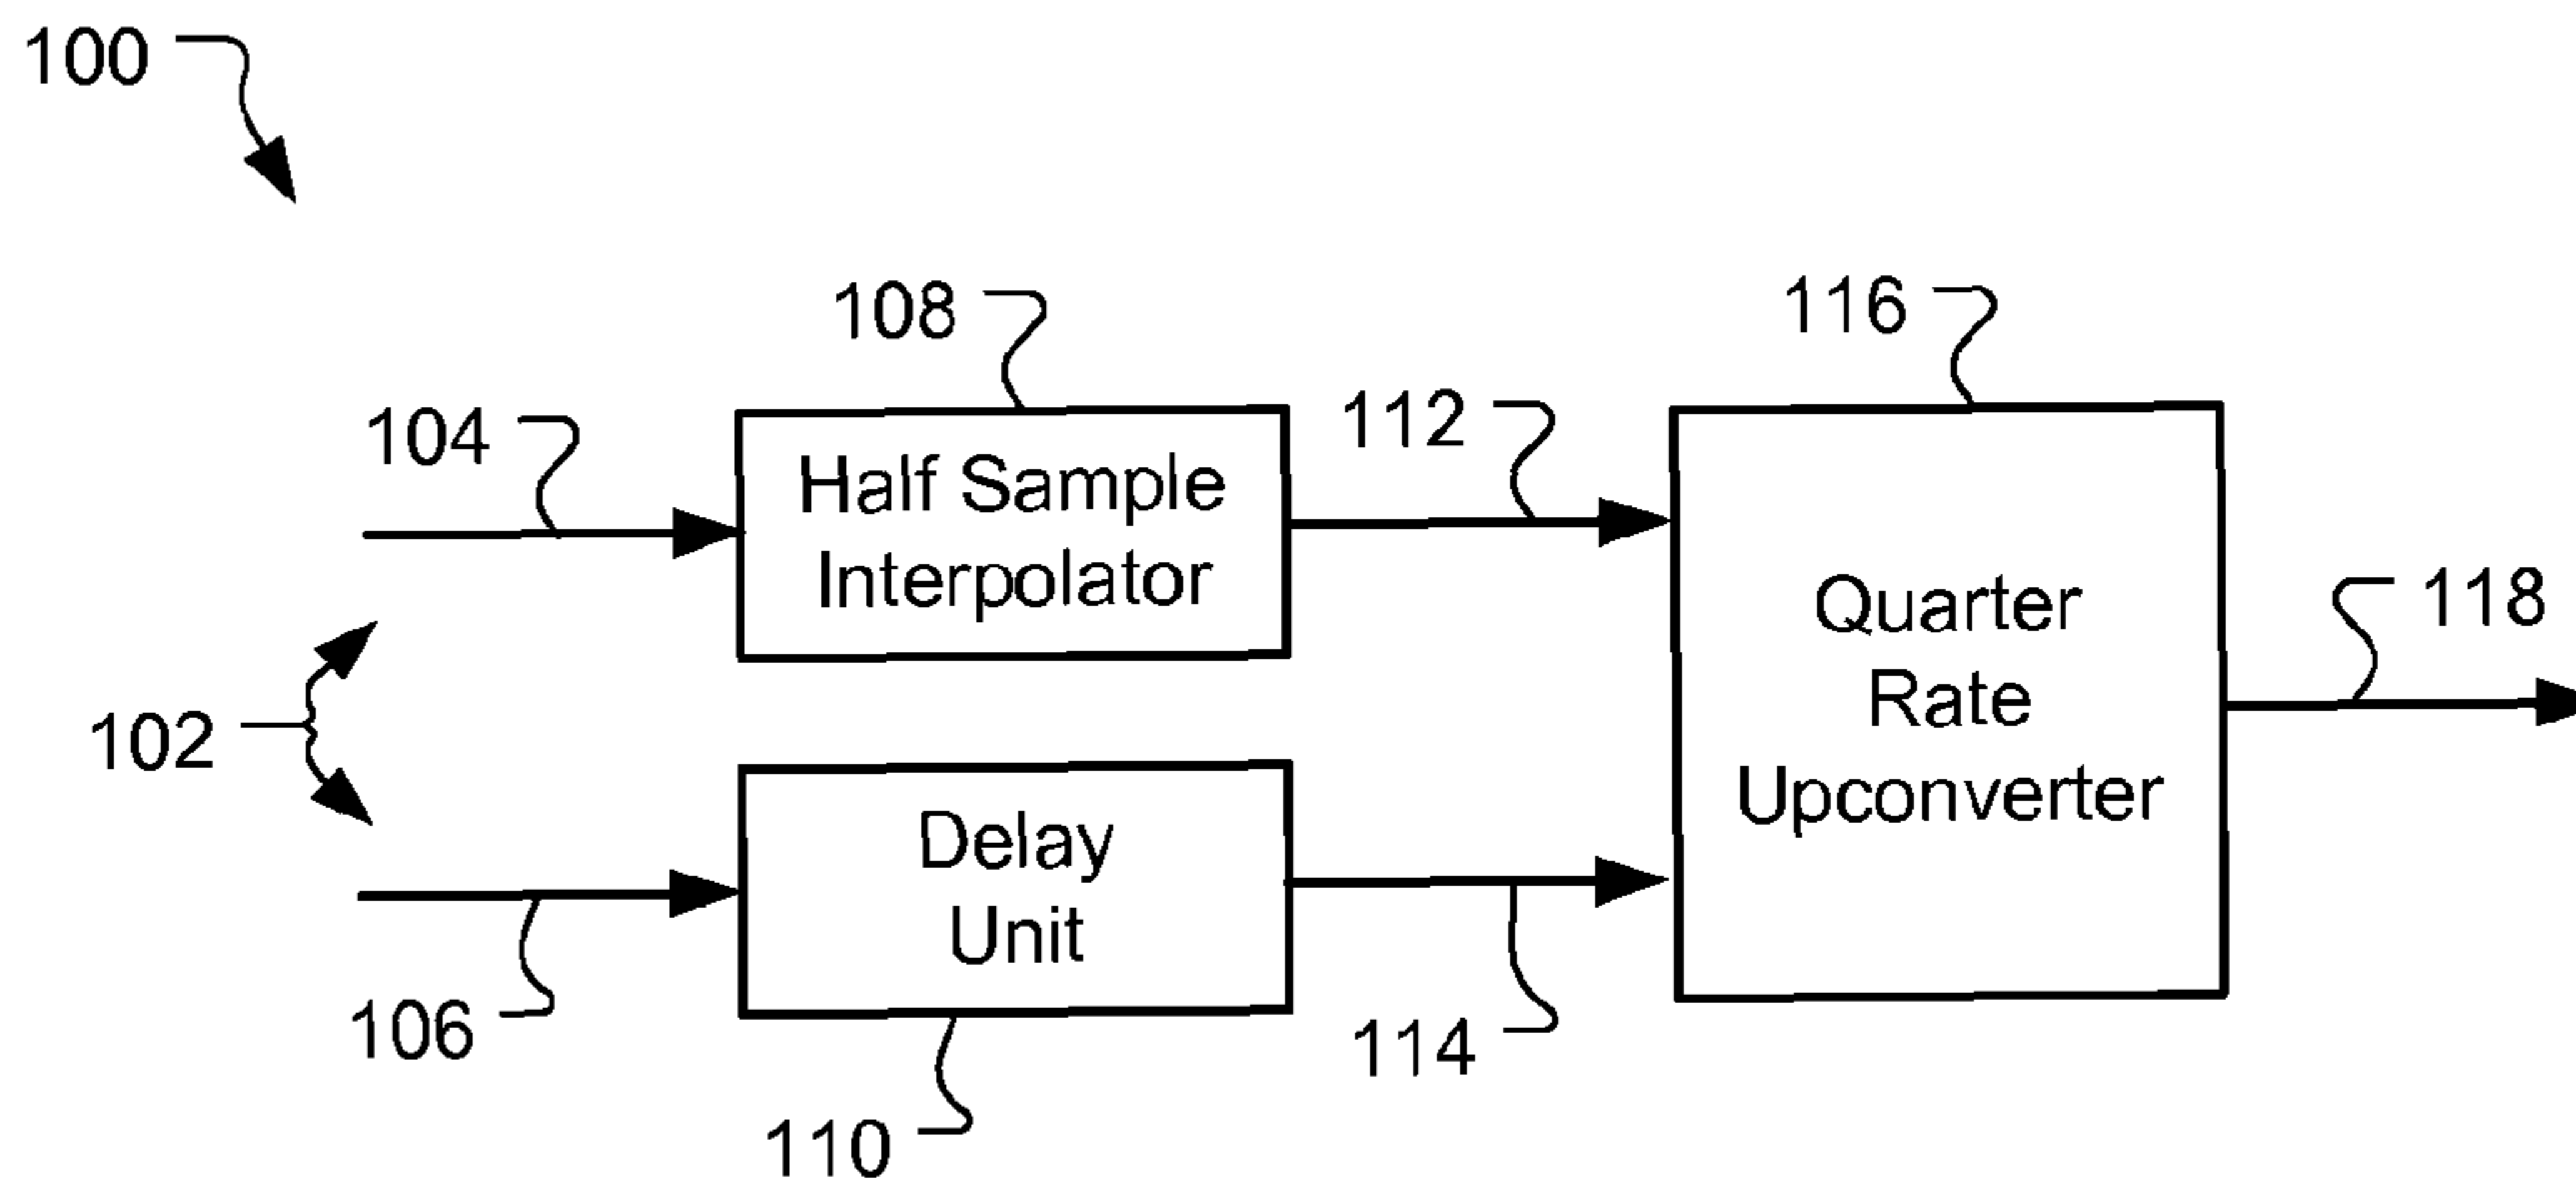 100
108
116
104
112
Half Sample
Interpolator
Quarter
Rate
Upconverter
118
102
Delay
Unit
106
114
110